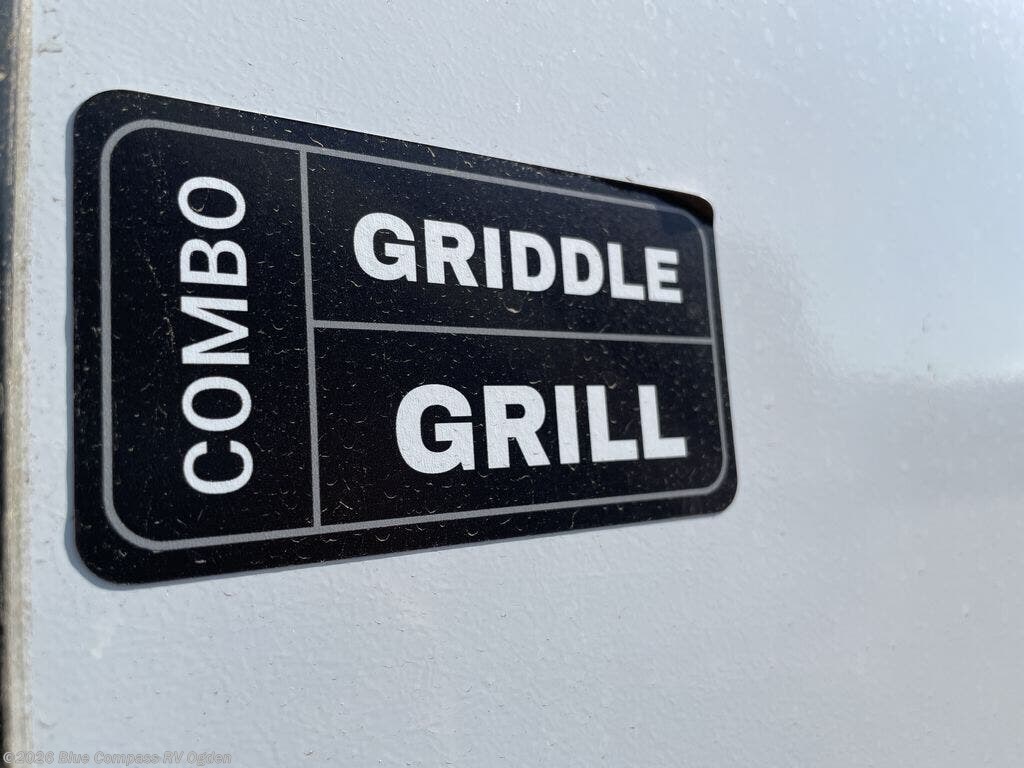 COMBO
GRIDDLE
GRILL
©2026 Blue Compass RV Ogden